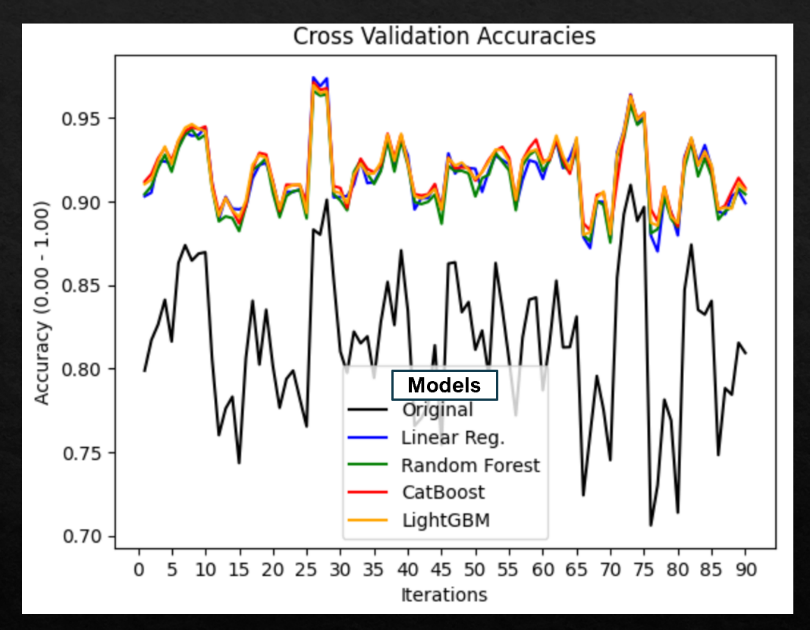 Cross Validation Accuracies
Accuracy (0.00 - 1.00)
0.95
0.90
0.85
0.80
0.75
0.70
Models
Original
Linear Reg.
Random Forest
CatBoost
LightGBM
0 5 10 15 20 25 30 35 40 45 50 55 60 65 70 75 80 85 90
Iterations